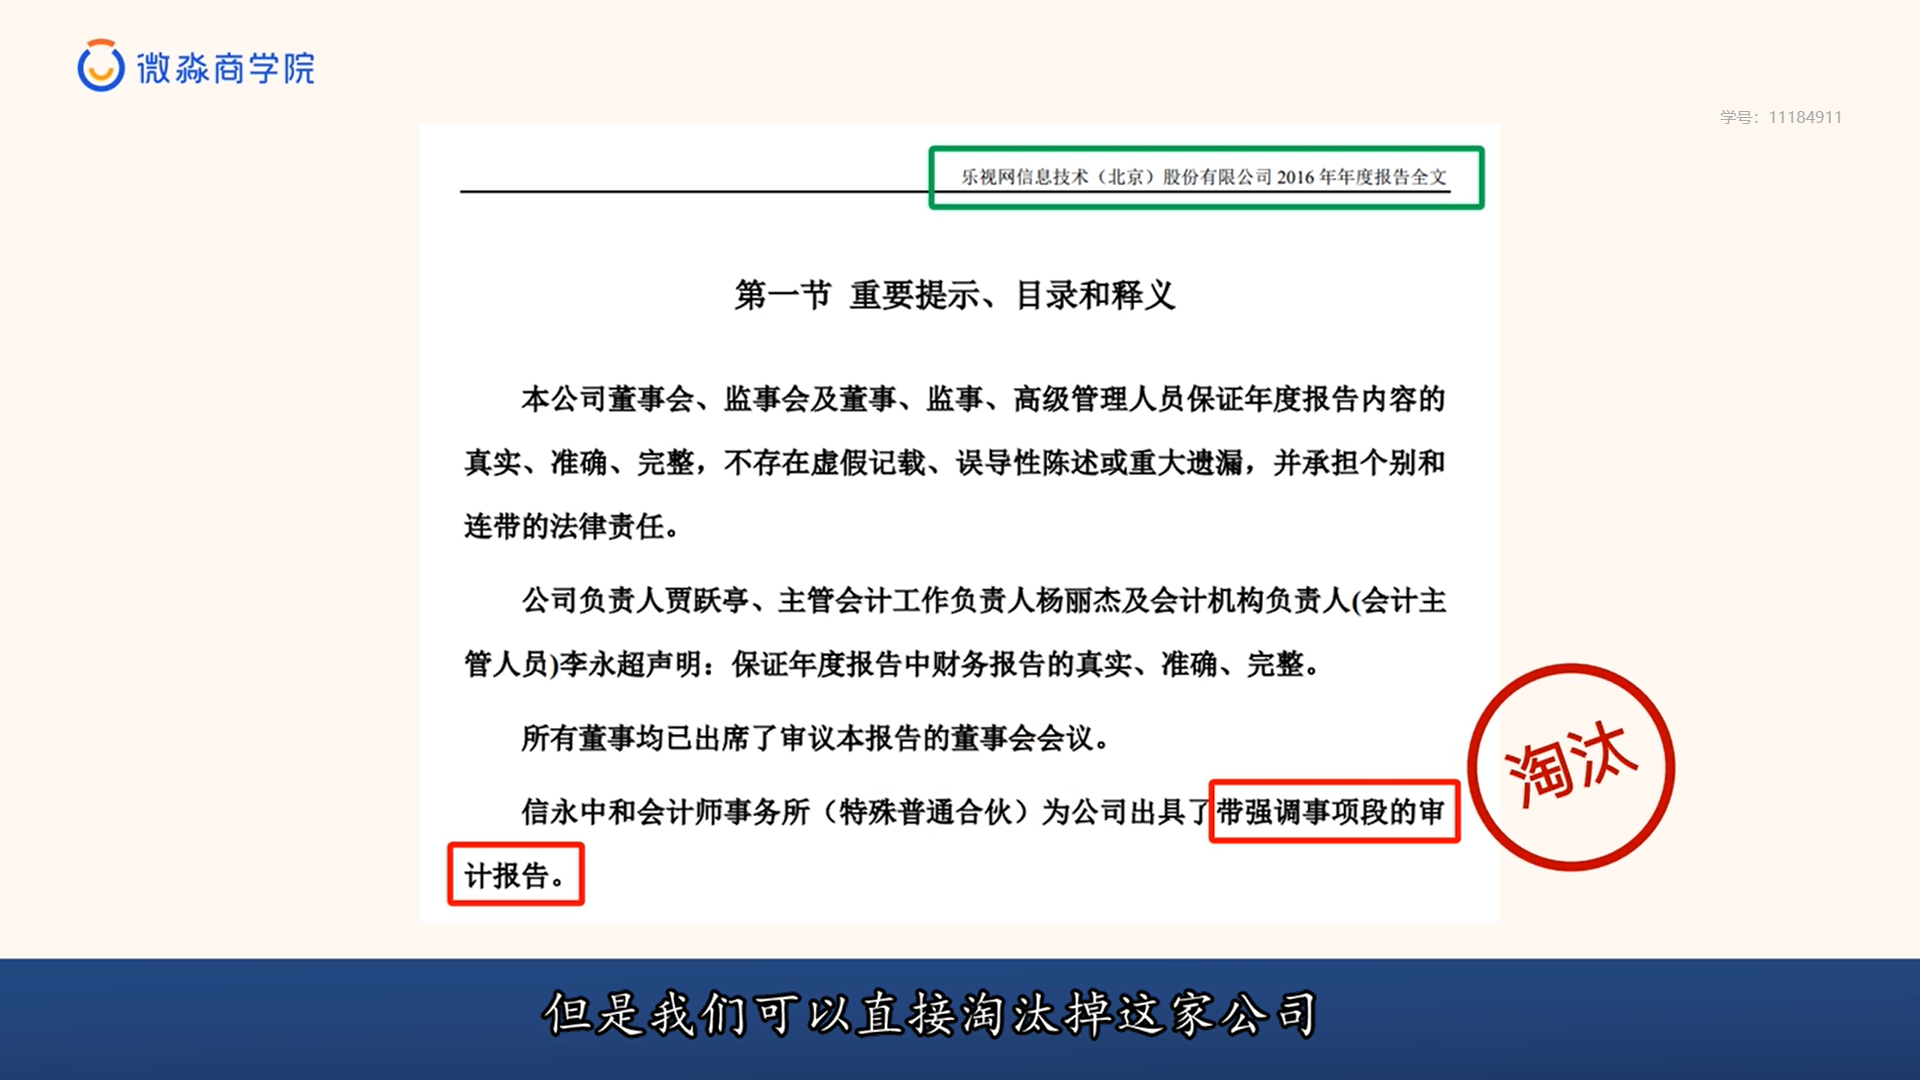 微淼商学院
学号：11184911
乐视网信息技术（北京）股份有限公司 2016 年年度报告全文
第一节 重要提示、目录和释义
本公司董事会、监事会及董事、监事、高级管理人员保证年度报告内容的
真实、准确、完整，不存在虚假记载、误导性陈述或重大遗漏，并承担个别和
连带的法律责任。
公司负责人贾跃亭、主管会计工作负责人杨丽杰及会计机构负责人(会计主
管人员)李永超声明：保证年度报告中财务报告的真实、准确、完整。
所有董事均已出席了审议本报告的董事会会议。
信永中和会计师事务所（特殊普通合伙）为公司出具了带强调事项段的审
计报告。
淘汰
但是我们可以直接淘汰掉这家公司